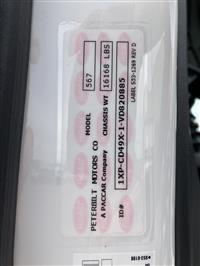 PETERBILT MOTORS CO
A PACCAR Company
MODEL 567
CHASSIS WT 16168 LBS
ID# 1XP-CD49X-1-VD820885
LABEL S33-1269 REV D